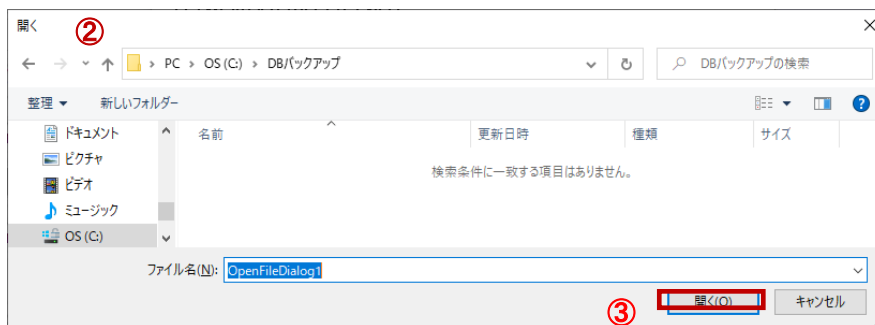 開く
②
PC › OS (C:) › DBバックアップ
DBバックアップの検索
整理 新しいフォルダー
名前 更新日時 種類 サイズ
検索条件に一致する項目はありません。
ドキュメント
ピクチャ
ビデオ
ミュージック
OS (C:)
ファイル名(N): OpenFileDialog1
③ 開く(O) キャンセル